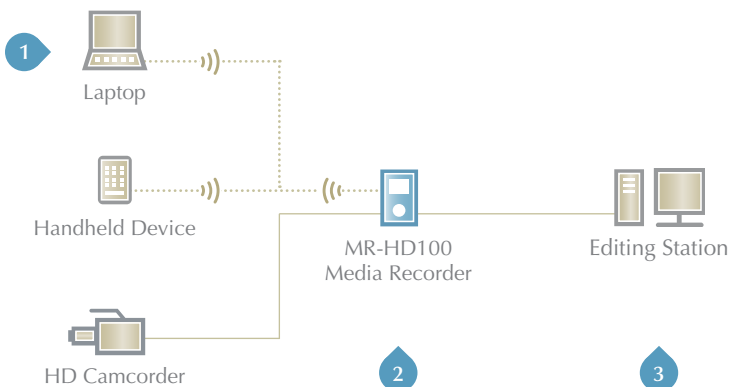 1
Laptop
Handheld Device
MR-HD100
Media Recorder
Editing Station
HD Camcorder
2
3